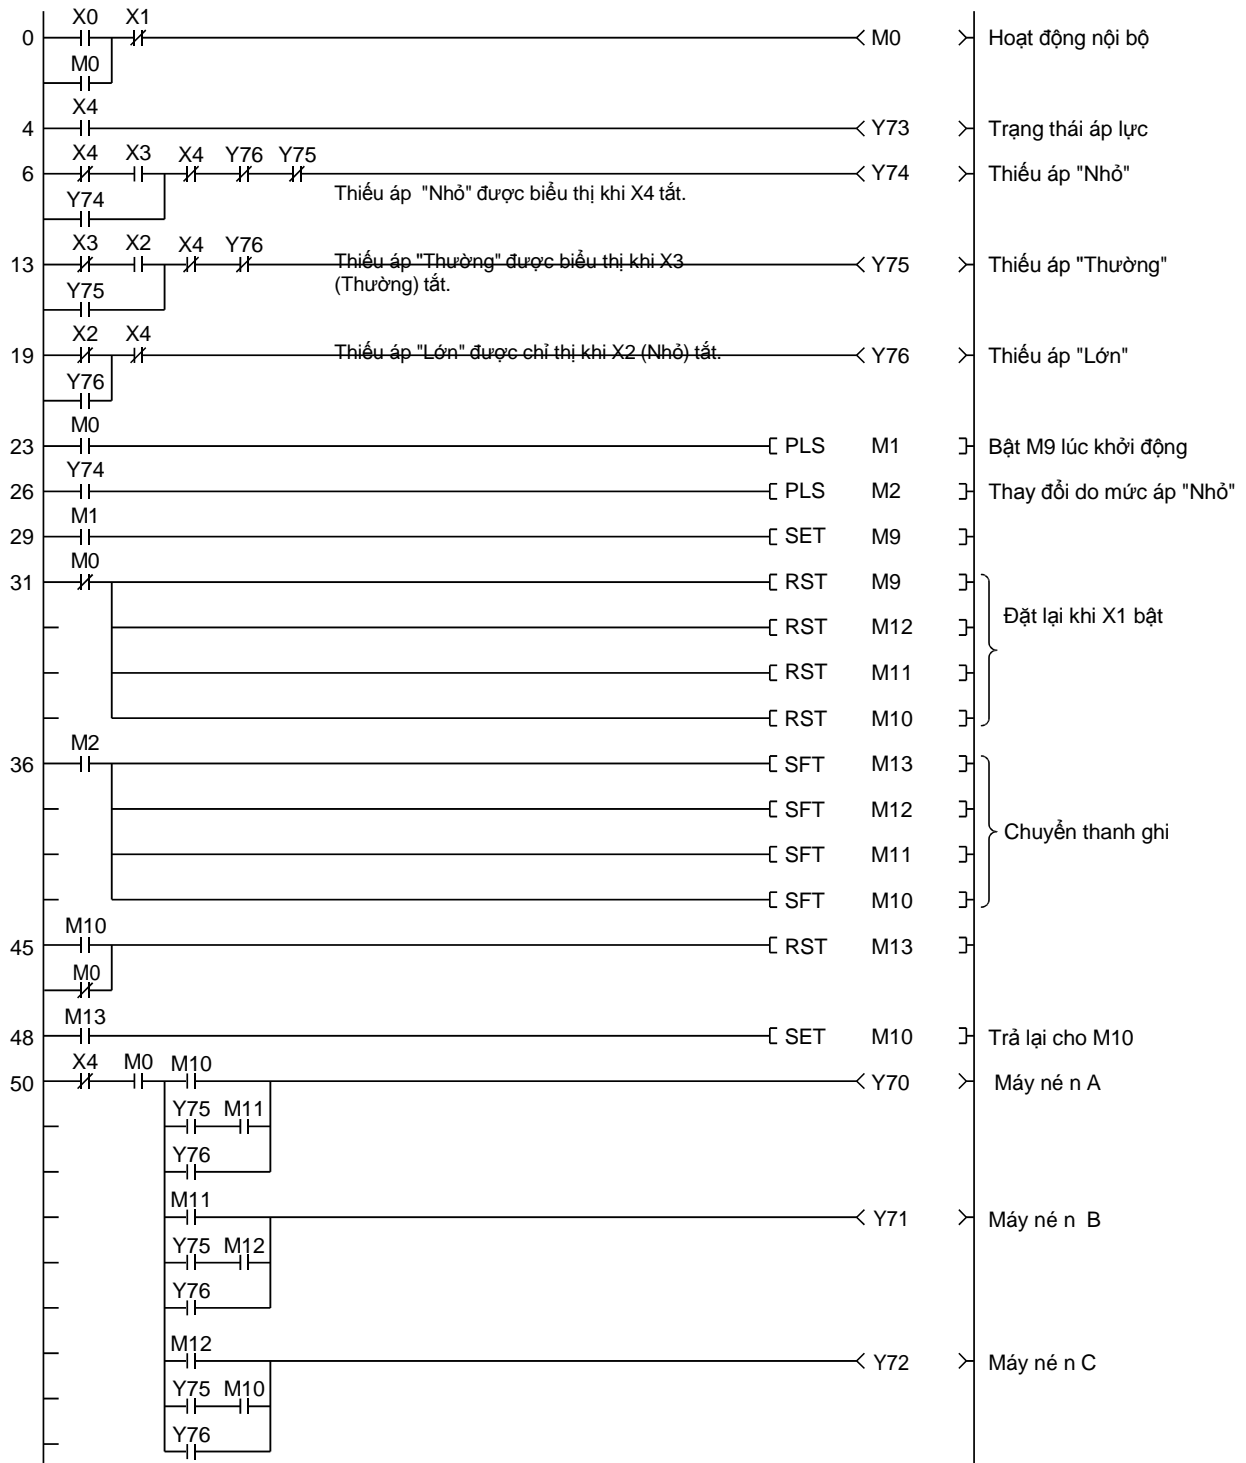 X0 X1
0 M0 Hoạt động nội bộ
M0
X4
4 Y73 Trạng thái áp lực
X4 X3 X4 Y76 Y75
6 Y74 Thiếu áp "Nhỏ"
Thiếu áp "Nhỏ" được biểu thị khi X4 tắt.
Y74
X3 X2 X4 Y76
13 Thiếu áp "Thường" được biểu thị khi X3 Y75 Thiếu áp "Thường"
(Thường) tắt.
Y75
X2 X4
19 Thiếu áp "Lớn" được chỉ thị khi X2 (Nhỏ) tắt. Y76 Thiếu áp "Lớn"
Y76
M0
23 PLS M1 Bật M9 lúc khởi động
Y74
26 PLS M2 Thay đổi do mức áp "Nhỏ"
M1
29 SET M9
M0
31 RST M9
Đặt lại khi X1 bật
RST M12
RST M11
RST M10
M2
36 SFT M13
SFT M12
Chuyển thanh ghi
SFT M11
SFT M10
M10
45 RST M13
M0
M13
48 SET M10 Trả lại cho M10
X4 M0 M10
50 Y70 Máy né n A
Y75 M11
Y76
M11
Y71 Máy né n B
Y75 M12
Y76
M12
Y72 Máy né n C
Y75 M10
Y76